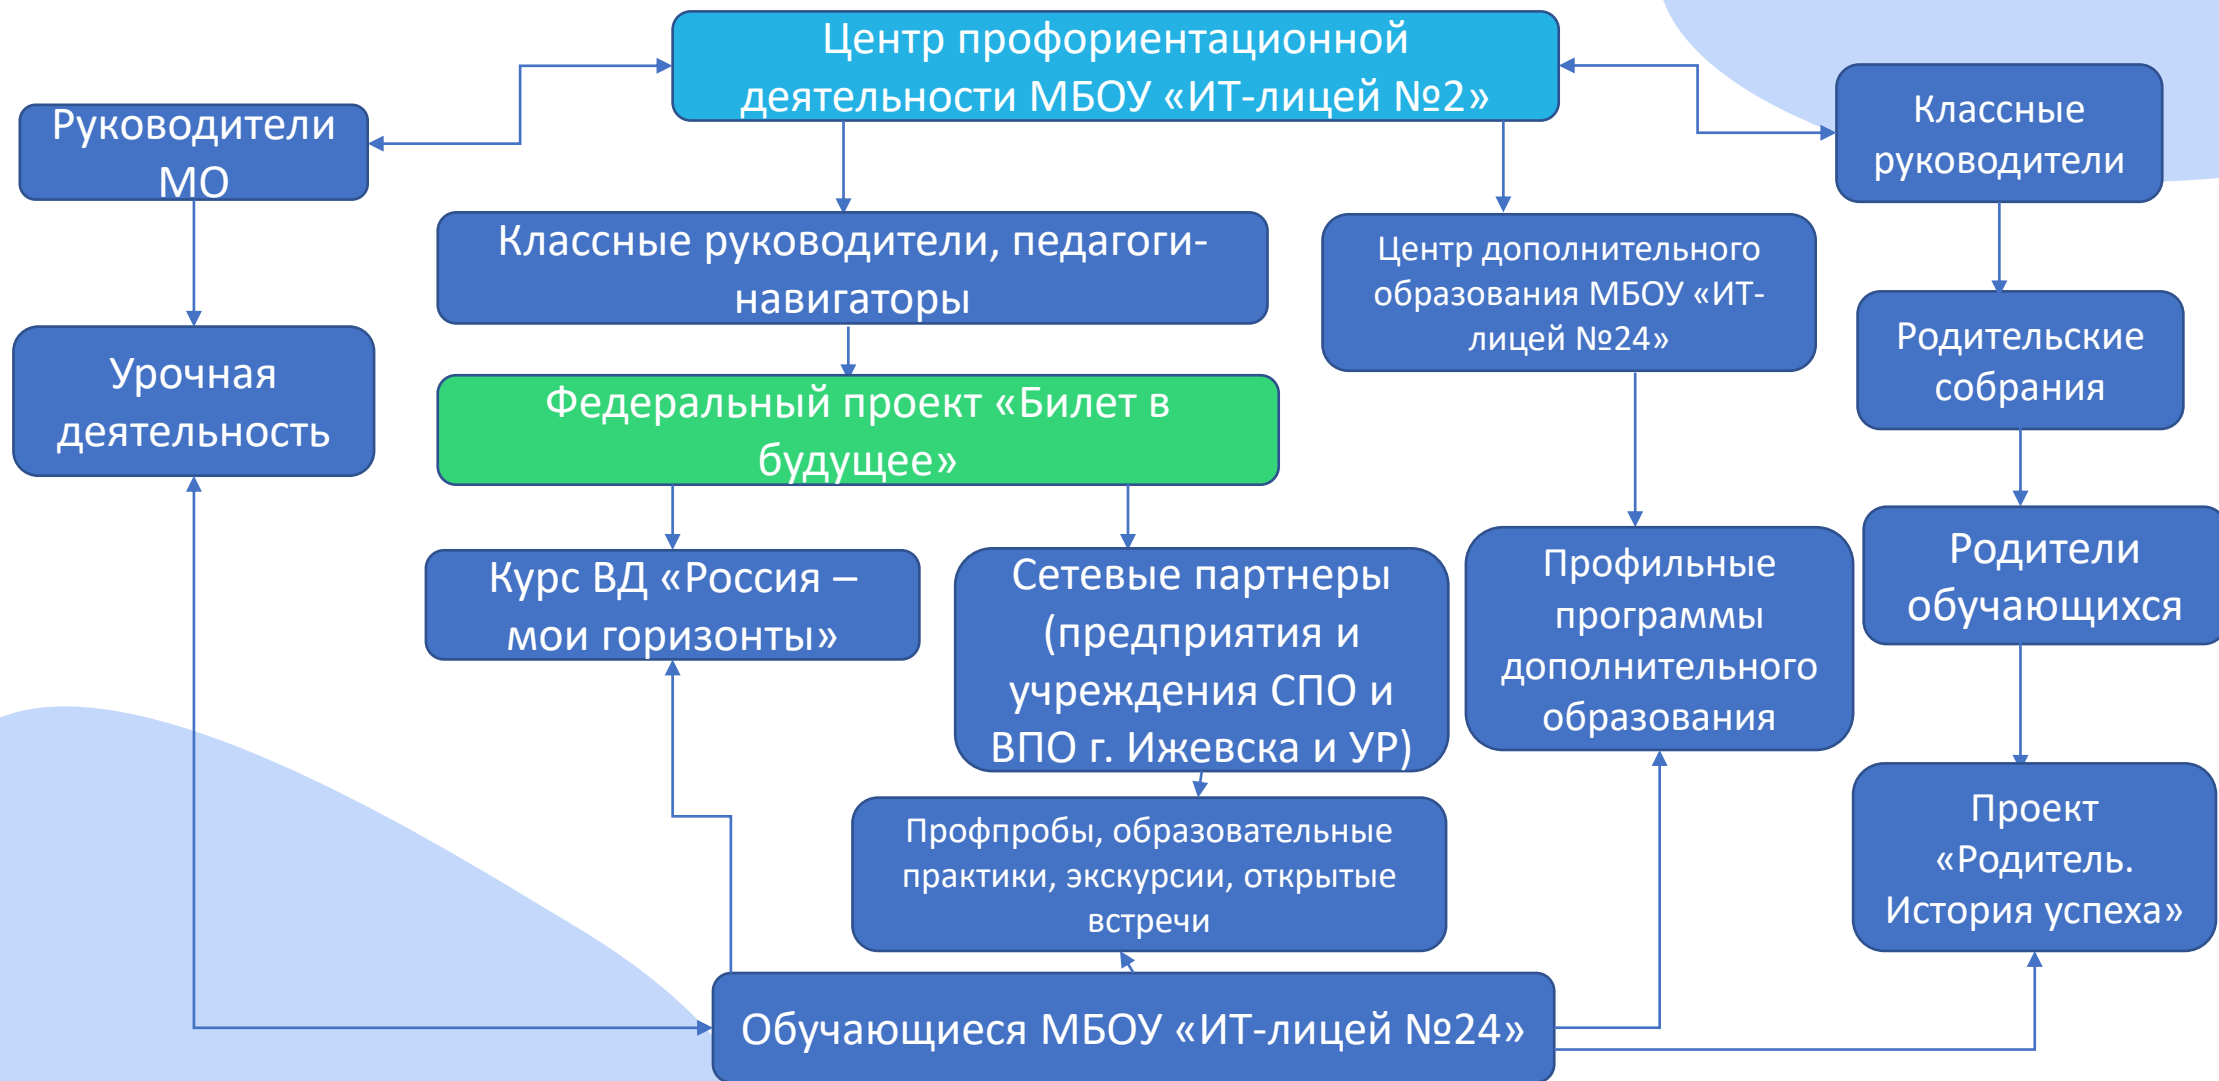 Центр профориентационной
деятельности МБОУ «ИТ-лицей №2»
Руководители
МО
Классные
руководители
Классные руководители, педагоги-
навигаторы
Центр дополнительного
образования МБОУ «ИТ-
лицей №24»
Урочная
деятельность
Федеральный проект «Билет в
будущее»
Родительские
собрания
Курс ВД «Россия –
мои горизонты»
Сетевые партнеры
(предприятия и
учреждения СПО и
ВПО г. Ижевска и УР)
Профильные
программы
дополнительного
образования
Родители
обучающихся
Профпробы, образовательные
практики, экскурсии, открытые
встречи
Проект
«Родитель.
История успеха»
Обучающиеся МБОУ «ИТ-лицей №24»